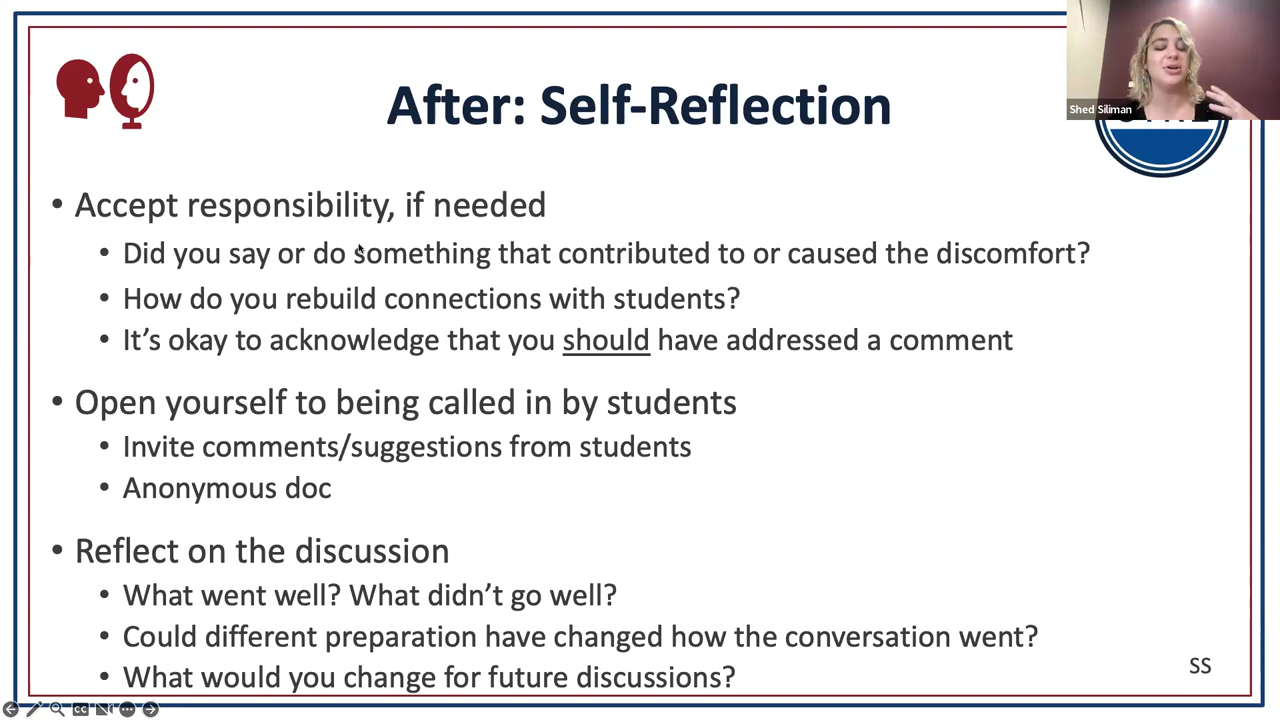 Shed Siliman
After: Self-Reflection
• Accept responsibility, if needed
• Did you say or do something that contributed to or caused the discomfort?
• How do you rebuild connections with students?
• It's okay to acknowledge that you should have addressed a comment
• Open yourself to being called in by students
• Invite comments/suggestions from students
• Anonymous doc
• Reflect on the discussion
• What went well? What didn't go well?
• Could different preparation have changed how the conversation went?
• What would you change for future discussions?
SS
CC